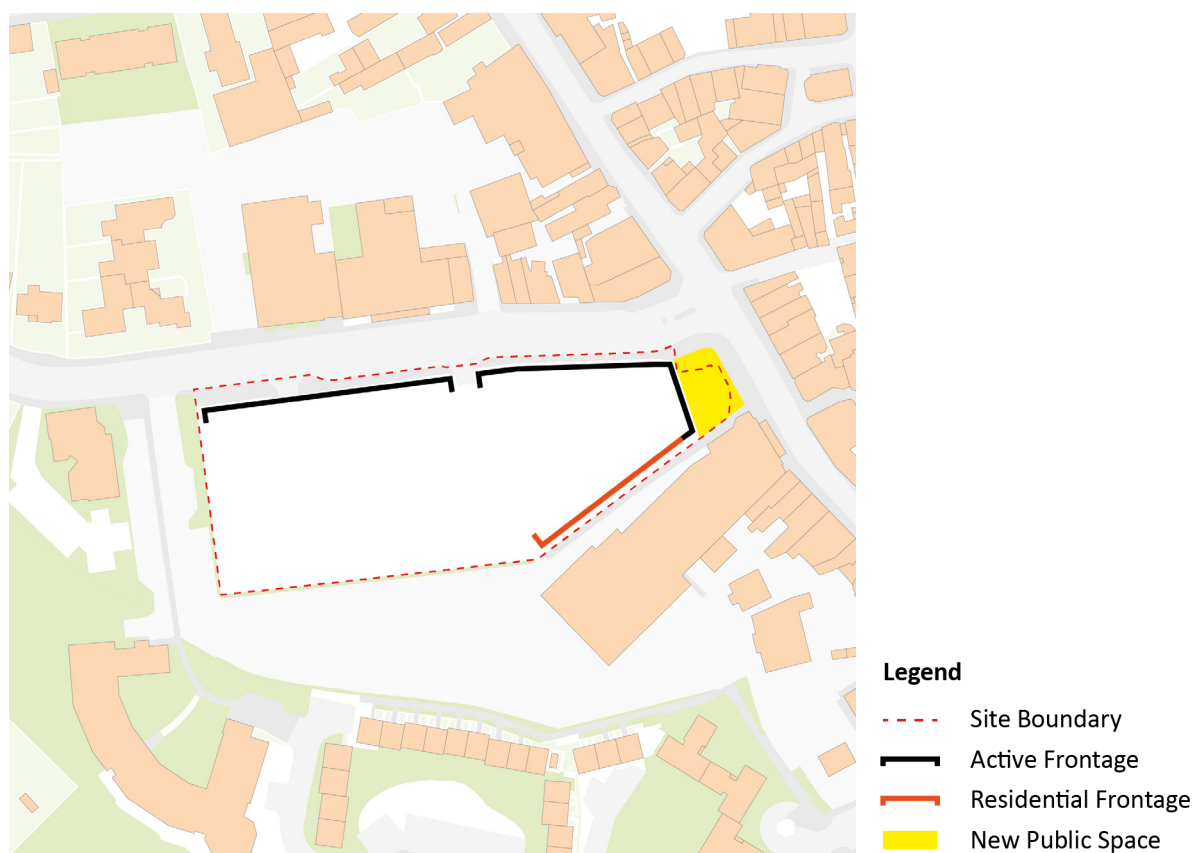 Legend
Site Boundary
Active Frontage
Residential Frontage
New Public Space